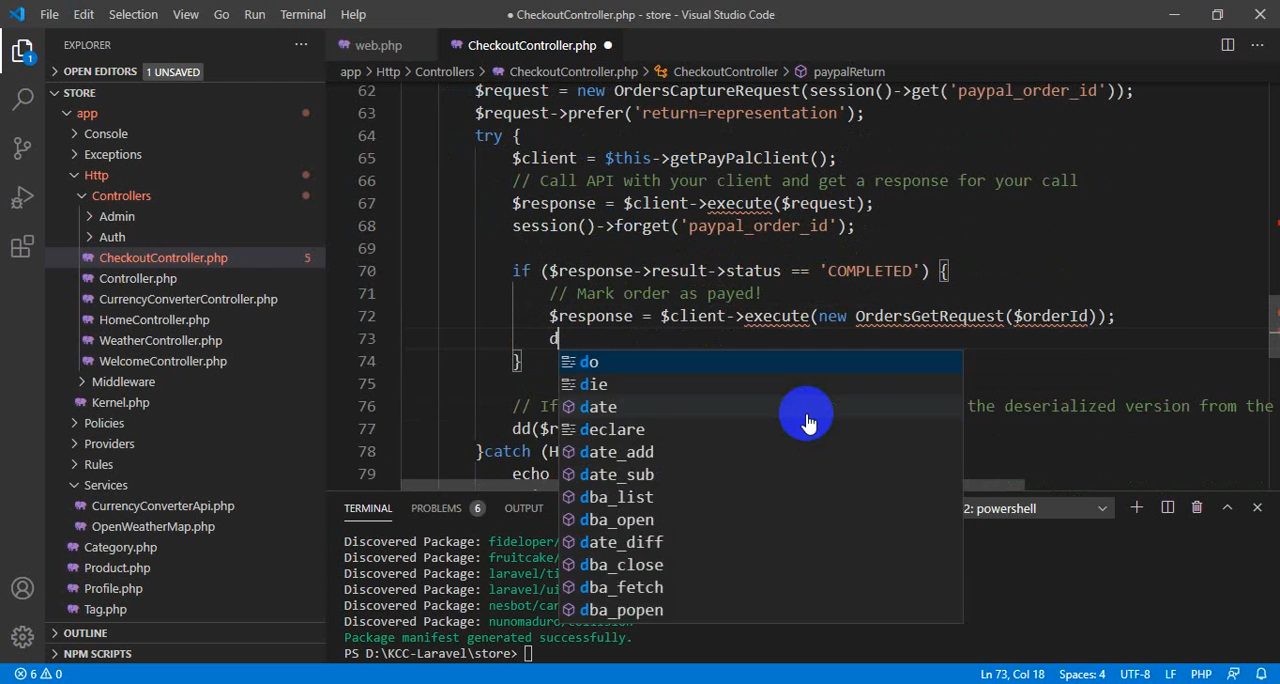 File Edit Selection View Go Run Terminal Help
● CheckoutController.php - store - Visual Studio Code
EXPLORER
OPEN EDITORS 1 UNSAVED
STORE
app
Console
Exceptions
Http
Controllers
Admin
Auth
CheckoutController.php 5
Controller.php
CurrencyConverterController.php
HomeController.php
WeatherController.php
WelcomeController.php
Middleware
Kernel.php
Policies
Providers
Rules
Services
CurrencyConverterApi.php
OpenWeatherMap.php
Category.php
Product.php
Profile.php
Tag.php
OUTLINE
NPM SCRIPTS
web.php CheckoutController.php ●
app > Http > Controllers > CheckoutController.php > CheckoutController > paypalReturn
62 $request = new OrdersCaptureRequest(session()->get('paypal_order_id'));
63 $request->prefer('return=representation');
64 try {
65 $client = $this->getPayPalClient();
66 // Call API with your client and get a response for your call
67 $response = $client->execute($request);
68 session()->forget('paypal_order_id');
69
70 if ($response->result->status == 'COMPLETED') {
71 // Mark order as payed!
72 $response = $client->execute(new OrdersGetRequest($orderId));
73 d
74 }
75
76 // If the deserialized version from the
77 dd($r
78 }catch (H
79 echo
do
die
date
declare
date_add
date_sub
dba_list
dba_open
date_diff
dba_close
dba_fetch
dba_popen
TERMINAL PROBLEMS 6 OUTPUT 2: powershell
Discovered Package: fideloper/
Discovered Package: fruitcake/
Discovered Package: laravel/ti
Discovered Package: laravel/ui
Discovered Package: nesbot/car
Discovered Package: nunomaduro/collision
Package manifest generated successfully.
PS D:\KCC-Laravel\store>
6 0 Ln 73, Col 18 Spaces: 4 UTF-8 LF PHP